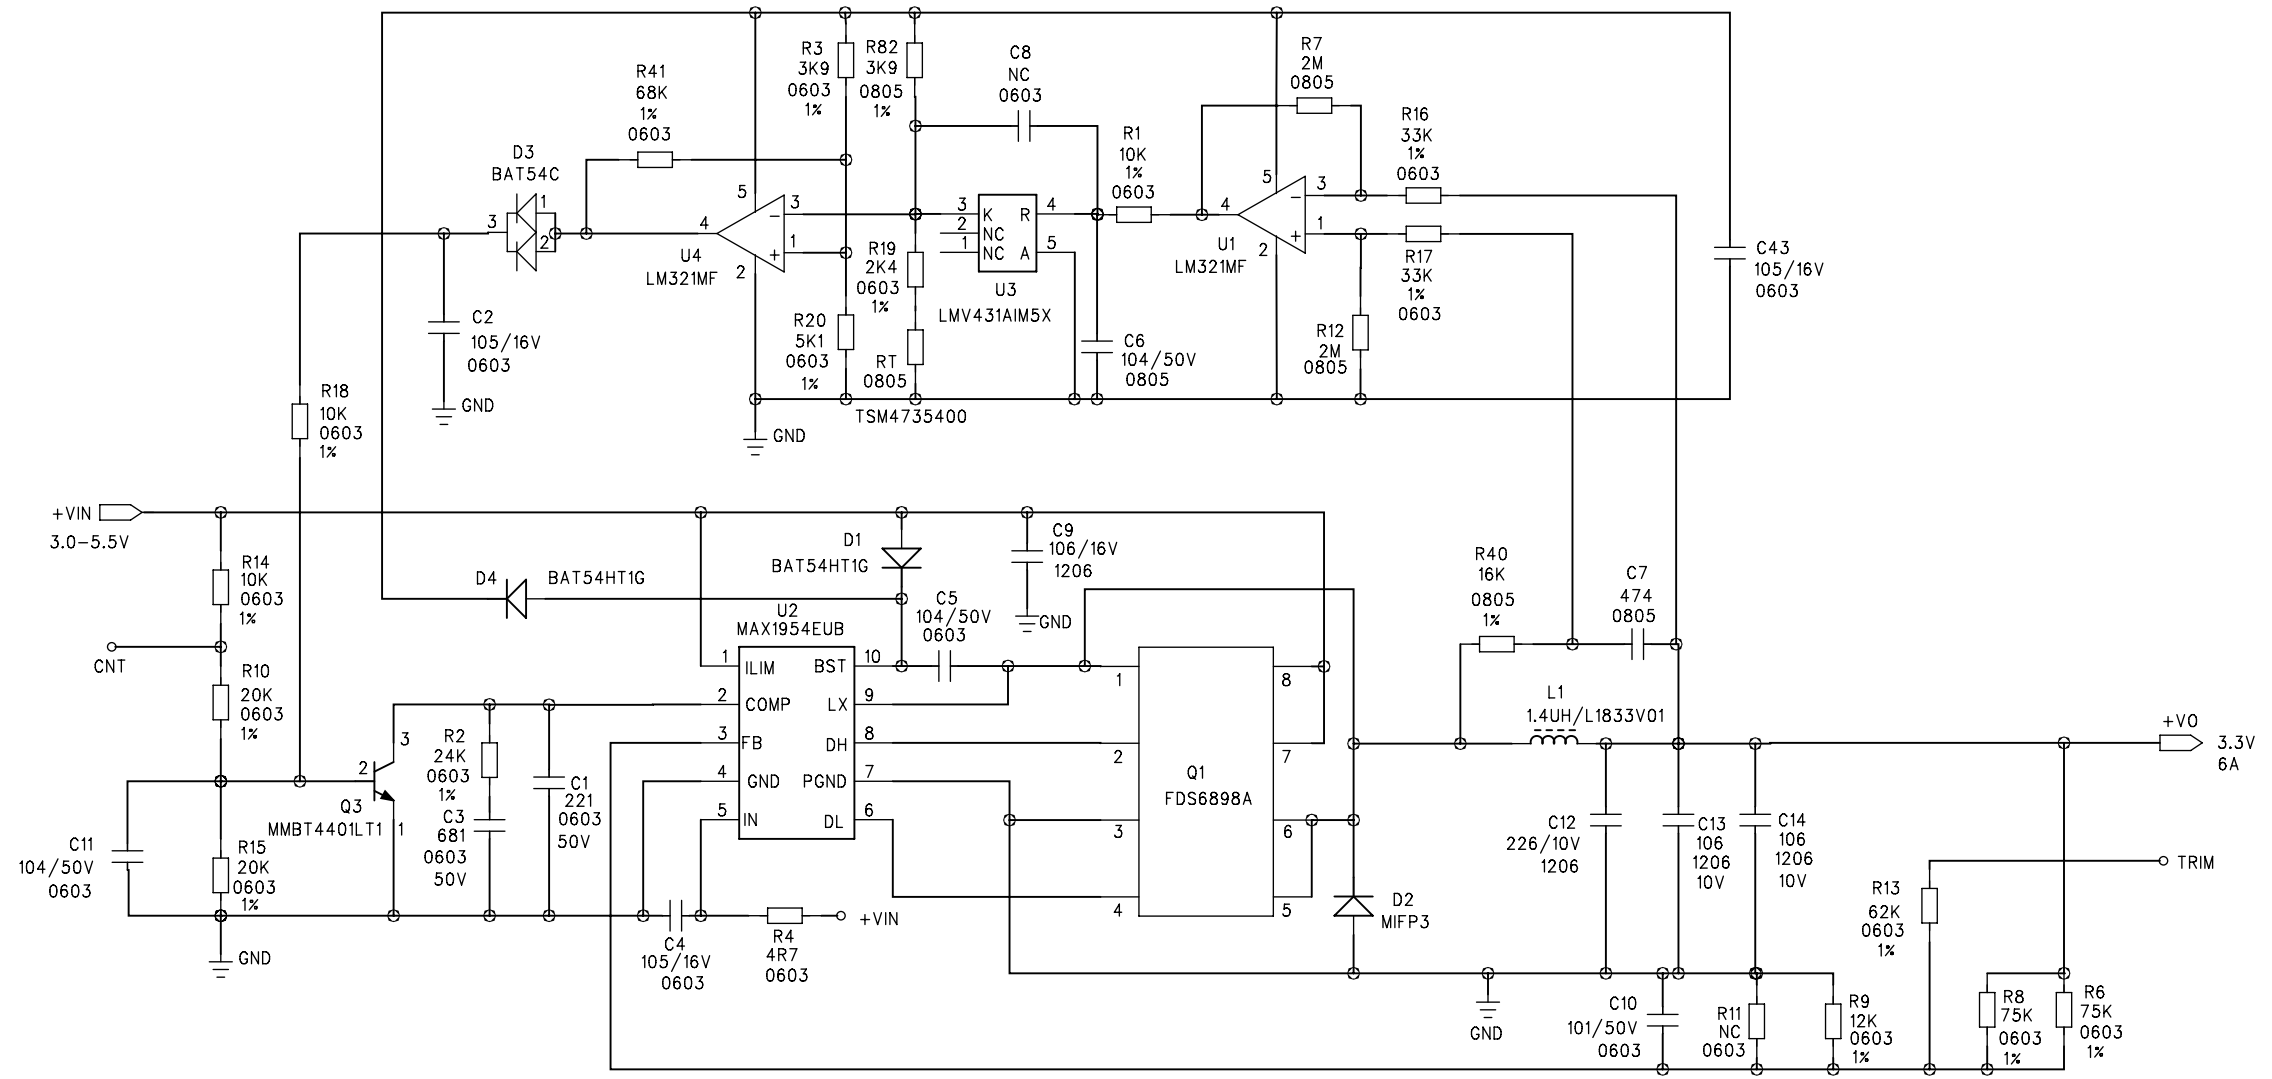 R3
3K9
0603
1%
R82
3K9
0805
1%
C8
NC
0603
R7
2M
0805
R41
68K
1%
0603
R1
10K
1%
0603
R16
33K
1%
0603
D3
BAT54C
3
1
2
5
4
3
1
2
U4
LM321MF
R19
2K4
0603
1%
3 K R 4
2 NC
1 NC A 5
U3
LMV431AIM5X
5
4
3
1
2
U1
LM321MF
R17
33K
1%
0603
C43
105/16V
0603
C2
105/16V
0603
GND
R20
5K1
0603
1%
RT
0805
TSM4735400
C6
104/50V
0805
R12
2M
0805
R18
10K
0603
1%
GND
+VIN
3.0-5.5V
R14
10K
0603
1%
CNT
R10
20K
0603
1%
D4
BAT54HT1G
D1
BAT54HT1G
C9
106/16V
1206
GND
C5
104/50V
0603
U2
MAX1954EUB
1 ILIM BST 10
2 COMP LX 9
3 FB DH 8
4 GND PGND 7
5 IN DL 6
R40
16K
0805
1%
C7
474
0805
L1
1.4UH/L1833V01
+VO
3.3V
6A
1
2
3
4
8
7
6
5
Q1
FDS6898A
2
3
1
Q3
MMBT4401LT1
R2
24K
0603
1%
C3
681
0603
50V
C1
221
0603
50V
C11
104/50V
0603
R15
20K
0603
1%
GND
C4
105/16V
0603
R4
4R7
0603
+VIN
D2
MIFP3
C12
226/10V
1206
C13
106
1206
10V
C14
106
1206
10V
TRIM
R13
62K
0603
1%
GND
C10
101/50V
0603
R11
NC
0603
R9
12K
0603
1%
R8
75K
0603
1%
R6
75K
0603
1%